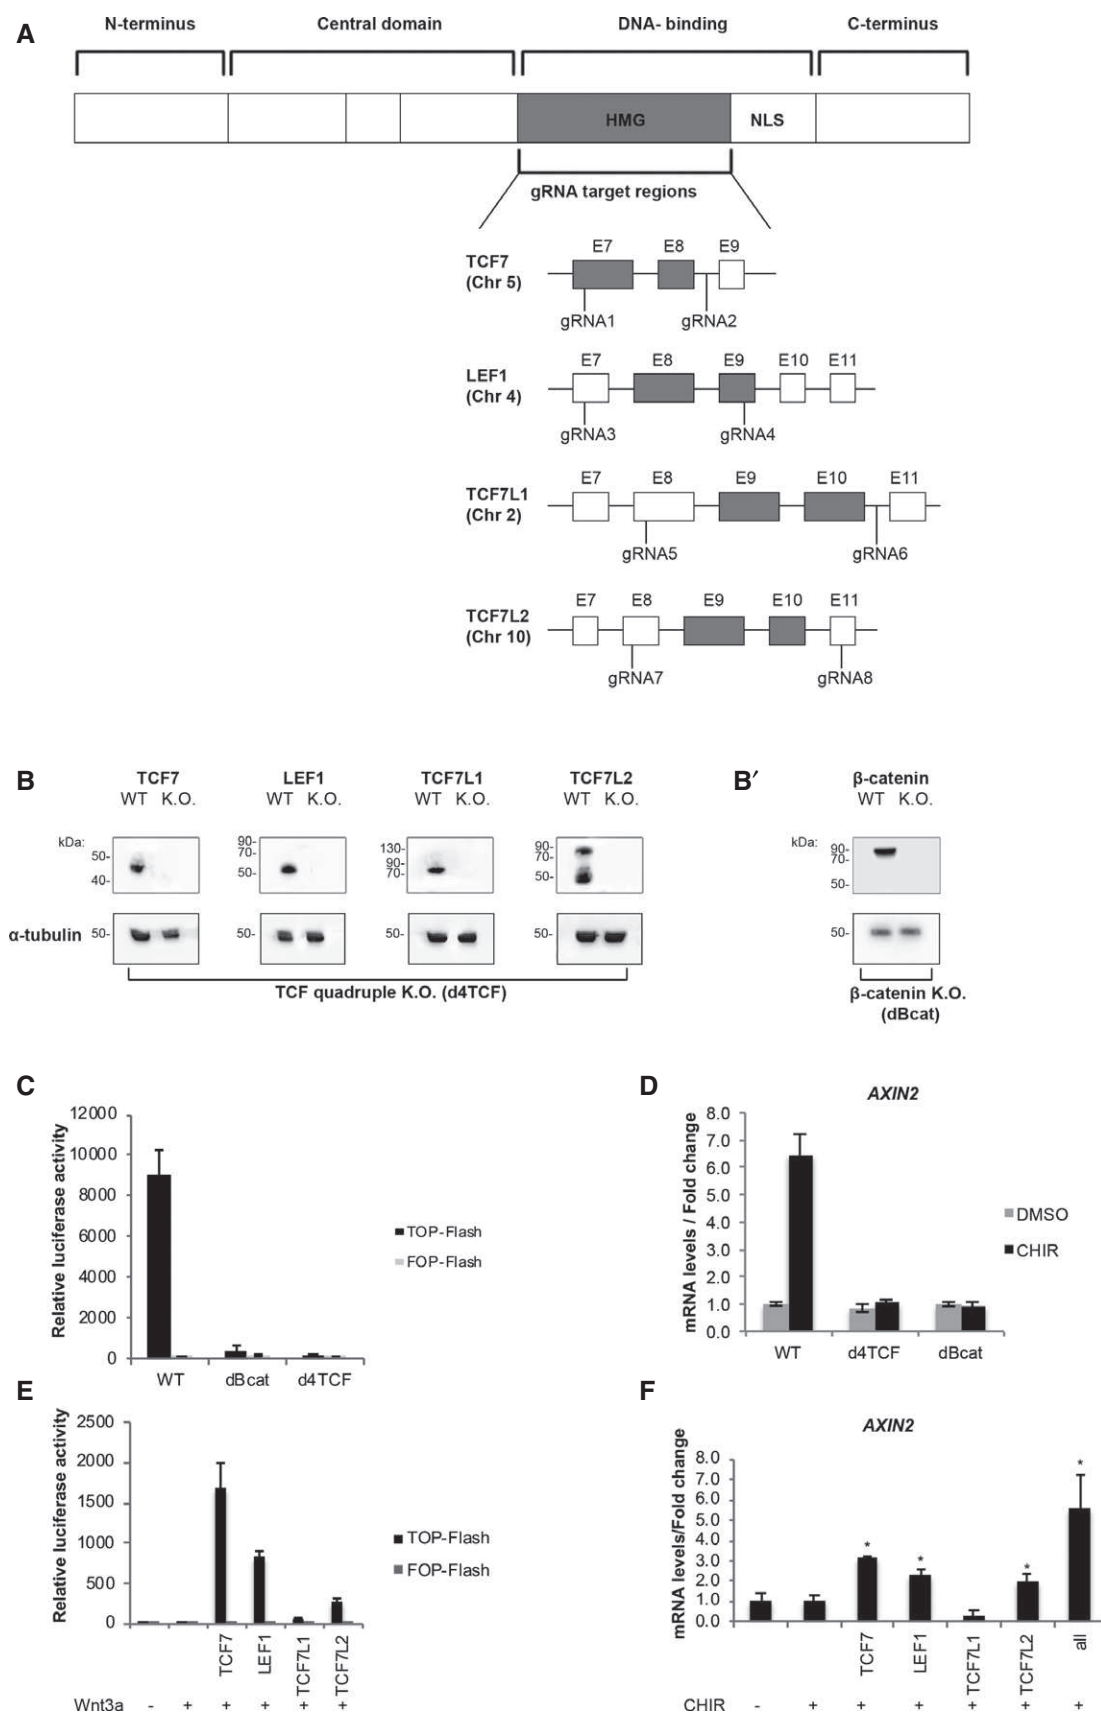 A
N-terminus Central domain DNA- binding C-terminus
HMG NLS
gRNA target regions
TCF7
(Chr 5)
E7 E8 E9
gRNA1 gRNA2
LEF1
(Chr 4)
E7 E8 E9 E10 E11
gRNA3 gRNA4
TCF7L1
(Chr 2)
E7 E8 E9 E10 E11
gRNA5 gRNA6
TCF7L2
(Chr 10)
E7 E8 E9 E10 E11
gRNA7 gRNA8
B
TCF7 LEF1 TCF7L1 TCF7L2
WT K.O. WT K.O. WT K.O. WT K.O.
kDa:
50- 40-
90- 70- 50-
130- 90- 70-
90- 70- 50-
α-tubulin 50- 50- 50- 50-
TCF quadruple K.O. (d4TCF)
B′
β-catenin
WT K.O.
kDa:
90-
70-
50-
50-
β-catenin K.O.
(dBcat)
C
Relative luciferase activity
12000
10000
8000
6000
4000
2000
0
WT dBcat d4TCF
TOP-Flash
FOP-Flash
D
AXIN2
mRNA levels / Fold change
8.0
7.0
6.0
5.0
4.0
3.0
2.0
1.0
0.0
WT d4TCF dBcat
DMSO
CHIR
E
Relative luciferase activity
2500
2000
1500
1000
500
0
TCF7 LEF1 TCF7L1 TCF7L2
Wnt3a - + + + + +
TOP-Flash
FOP-Flash
F
AXIN2
mRNA levels/Fold change
8.0
7.0
6.0
5.0
4.0
3.0
2.0
1.0
0.0
* * * *
TCF7 LEF1 TCF7L1 TCF7L2 all
CHIR - + + + + + +